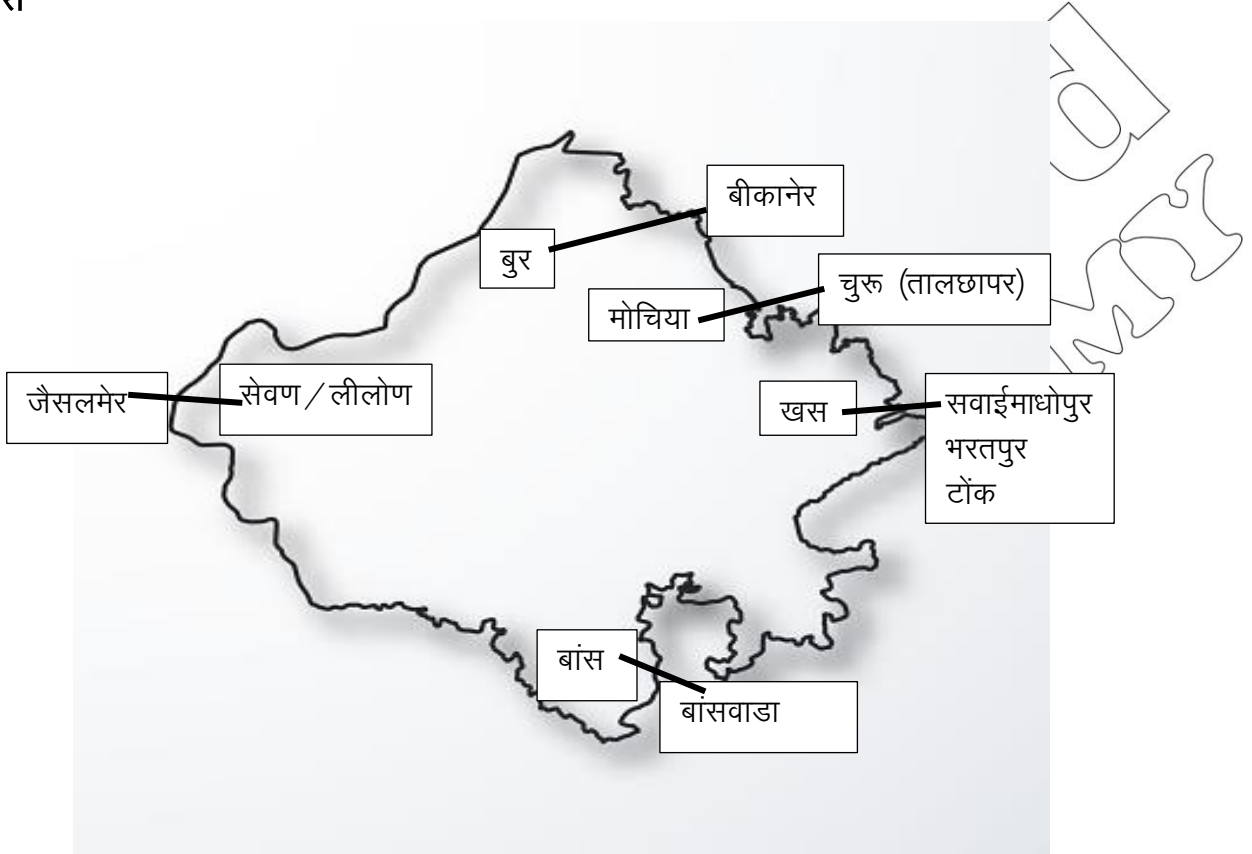 बीकानेर
बुर
चुरू (तालछापर)
मोचिया
जैसलमेर
सेवण / लीलोण
खस
सवाईमाधोपुर
भरतपुर
टोंक
बांस
बांसवाडा